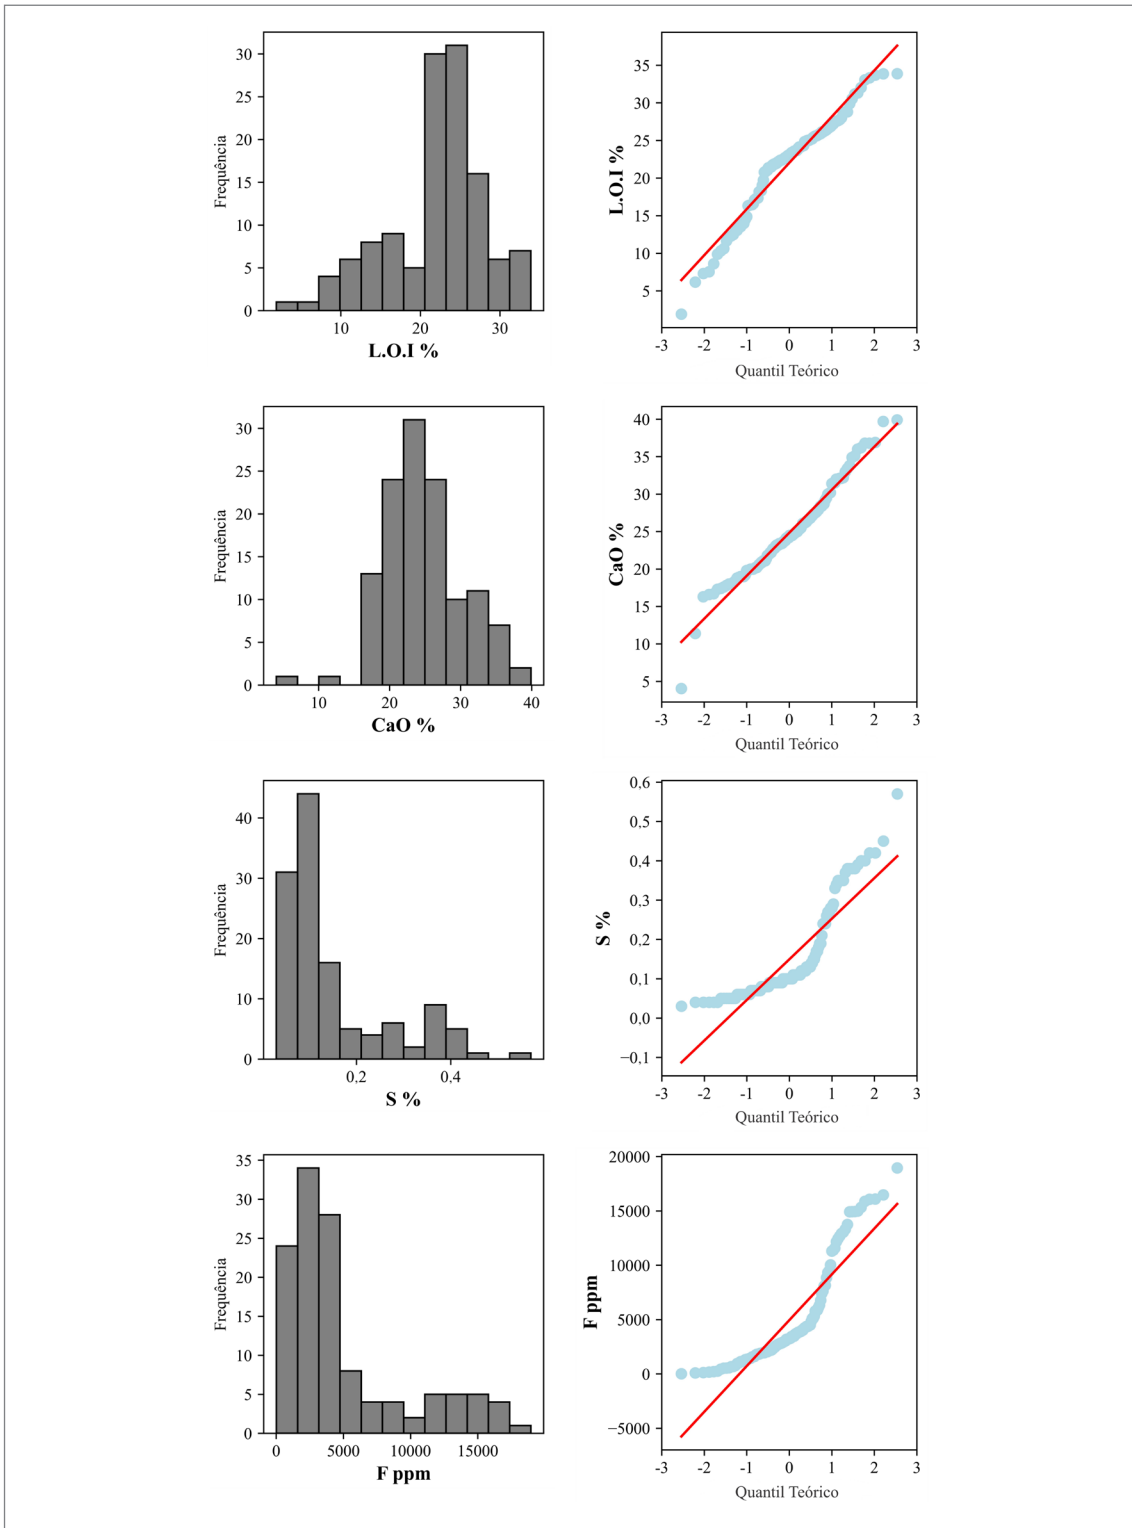 30
25
20
15
10
5
0
Frequência
10 20 30
L.O.I %
35
30
25
20
15
10
5
L.O.I %
-3 -2 -1 0 1 2 3
Quantil Teórico
30
25
20
15
10
5
0
Frequência
10 20 30 40
CaO %
40
35
30
25
20
15
10
5
CaO %
-3 -2 -1 0 1 2 3
Quantil Teórico
40
30
20
10
0
Frequência
0,2 0,4
S %
0,6
0,5
0,4
0,3
0,2
0,1
0,0
−0,1
S %
-3 -2 -1 0 1 2 3
Quantil Teórico
35
30
25
20
15
10
5
0
Frequência
0 5000 10000 15000
F ppm
20000
15000
10000
5000
0
−5000
F ppm
-3 -2 -1 0 1 2 3
Quantil Teórico